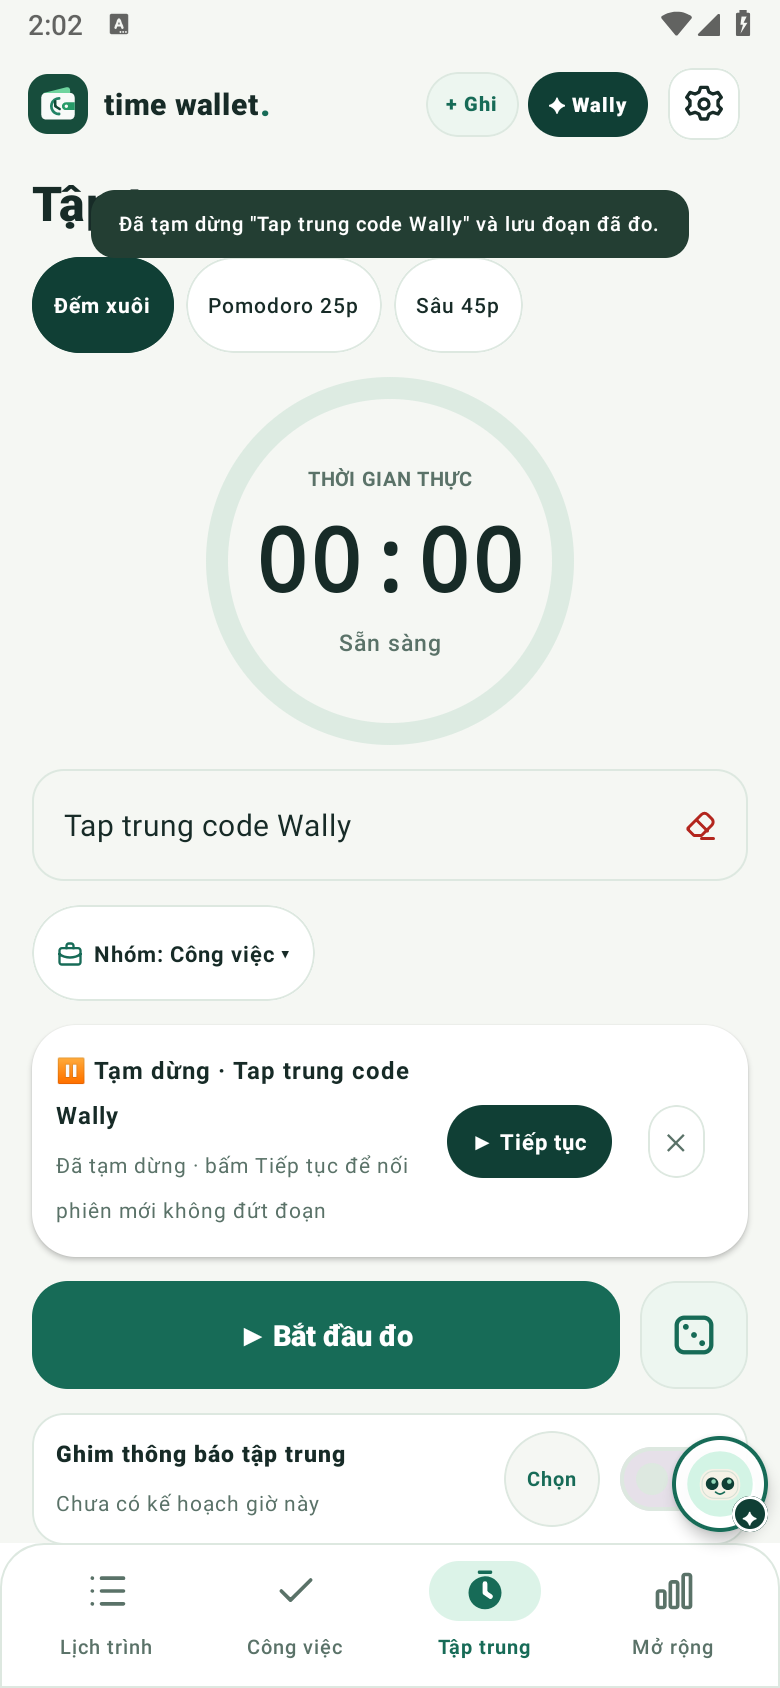 2:02
A
time wallet.
+ Ghi
✦ Wally
Đã tạm dừng "Tap trung code Wally" và lưu đoạn đã đo.
Đếm xuôi
Pomodoro 25p
Sâu 45p
THỜI GIAN THỰC
00:00
Sẵn sàng
Tap trung code Wally
Nhóm: Công việc ▾
⏸ Tạm dừng · Tap trung code
Wally
Đã tạm dừng · bấm Tiếp tục để nối
phiên mới không đứt đoạn
► Tiếp tục
► Bắt đầu đo
Ghim thông báo tập trung
Chưa có kế hoạch giờ này
Chọn
Lịch trình
Công việc
Tập trung
Mở rộng